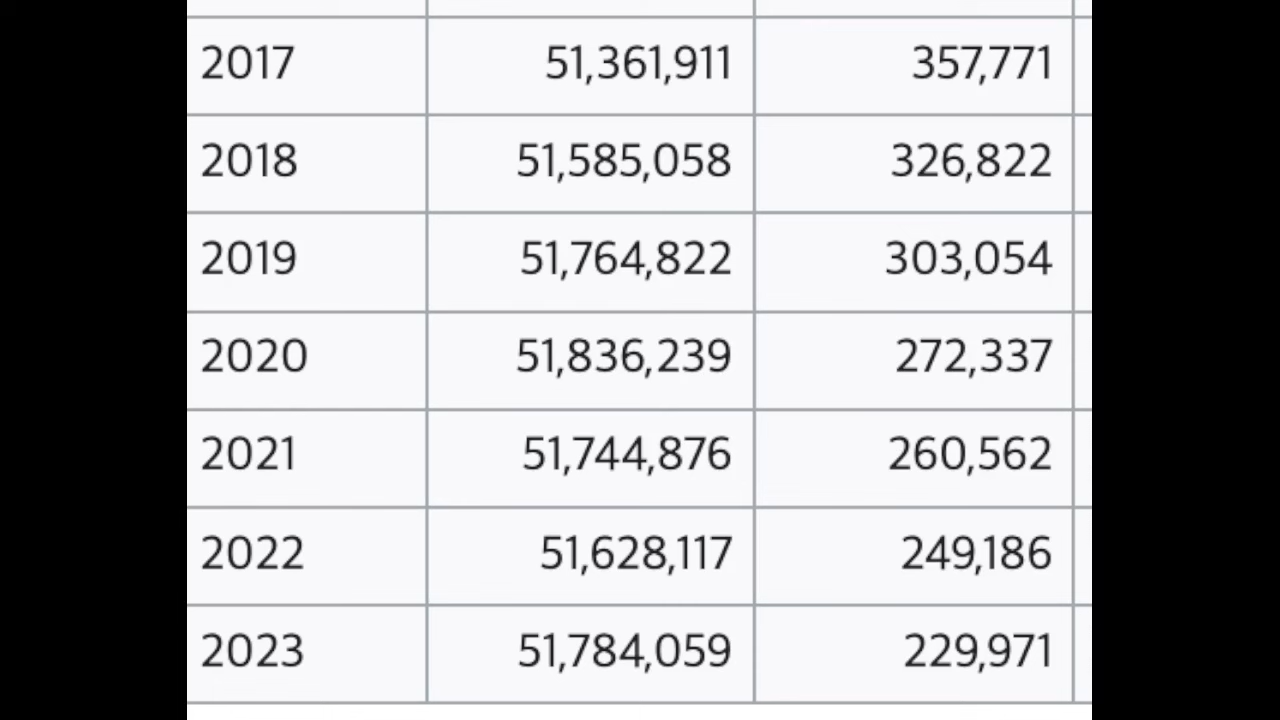 2017 51,361,911 357,771
2018 51,585,058 326,822
2019 51,764,822 303,054
2020 51,836,239 272,337
2021 51,744,876 260,562
2022 51,628,117 249,186
2023 51,784,059 229,971